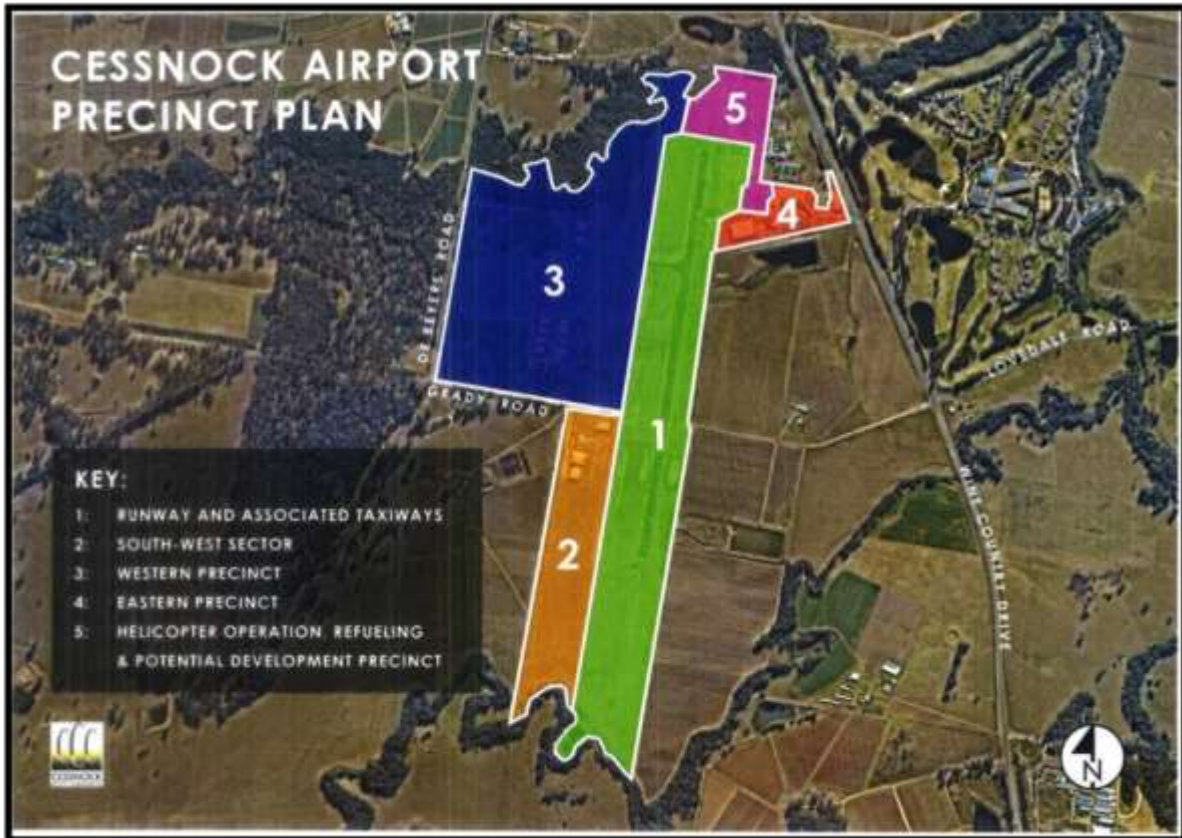 CESSNOCK AIRPORT
PRECINCT PLAN
5
4
3
DE BEYERS ROAD
LOVEDALE ROAD
GRADY ROAD
1
WINE COUNTRY DRIVE
2
KEY:
1: RUNWAY AND ASSOCIATED TAXIWAYS
2: SOUTH-WEST SECTOR
3: WESTERN PRECINCT
4: EASTERN PRECINCT
5: HELICOPTER OPERATION, REFUELING
& POTENTIAL DEVELOPMENT PRECINCT
CESSNOCK
N